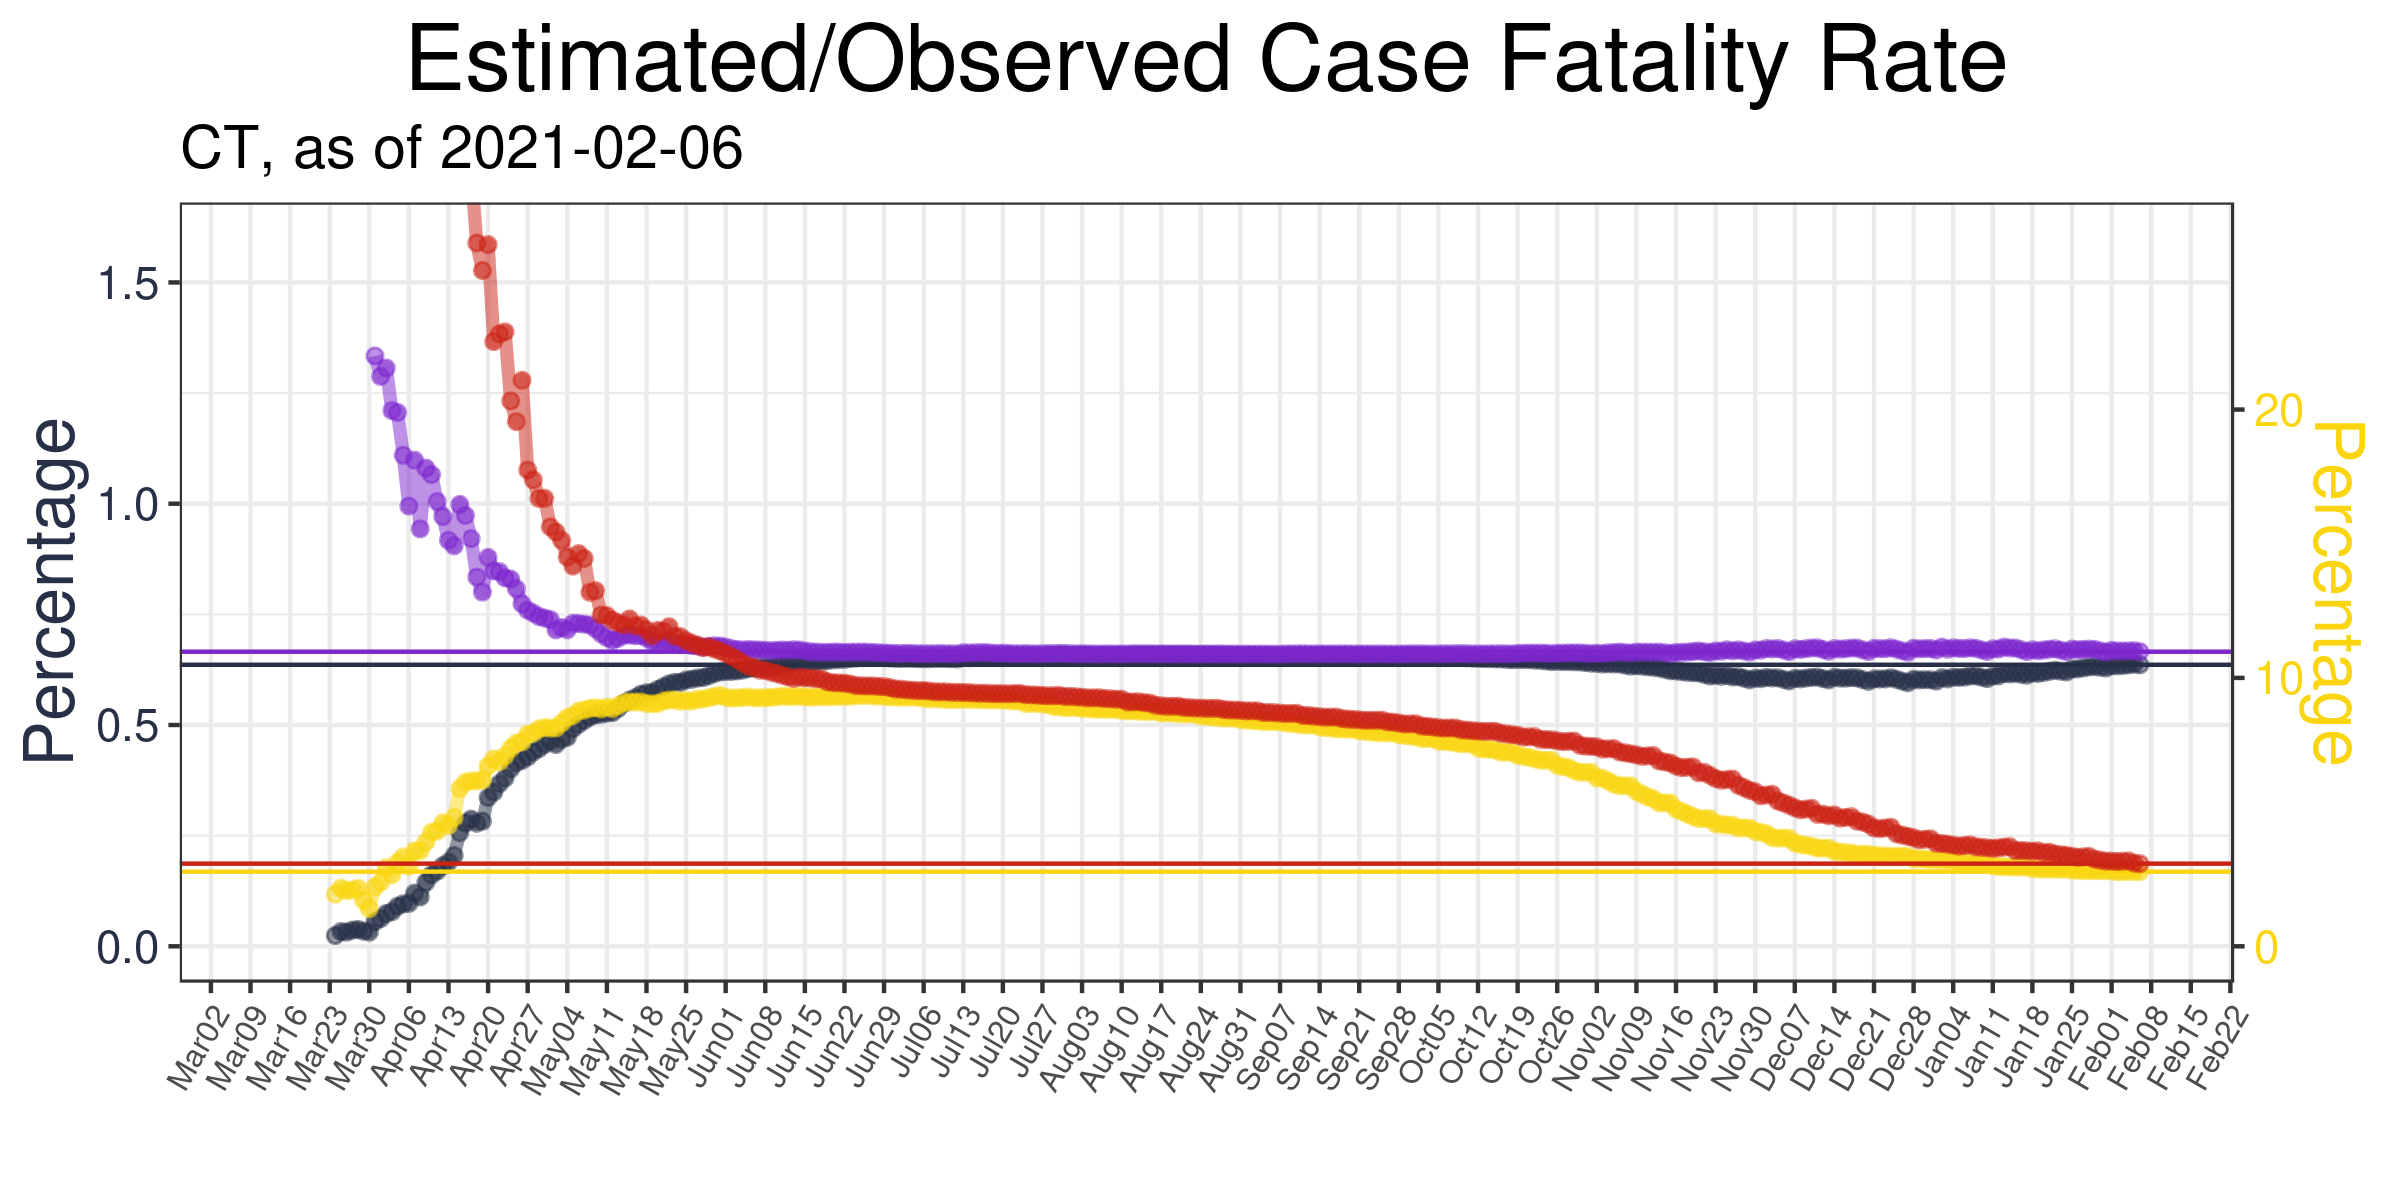 Estimated/Observed Case Fatality Rate
CT, as of 2021-02-06
Percentage
1.5
1.0
0.5
0.0
20
10
0
Percentage
Mar02
Mar09
Mar16
Mar23
Mar30
Apr06
Apr13
Apr20
Apr27
May04
May11
May18
May25
Jun01
Jun08
Jun15
Jun22
Jun29
Jul06
Jul13
Jul20
Jul27
Aug03
Aug10
Aug17
Aug24
Aug31
Sep07
Sep14
Sep21
Sep28
Oct05
Oct12
Oct19
Oct26
Nov02
Nov09
Nov16
Nov23
Nov30
Dec07
Dec14
Dec21
Dec28
Jan04
Jan11
Jan18
Jan25
Feb01
Feb08
Feb15
Feb22